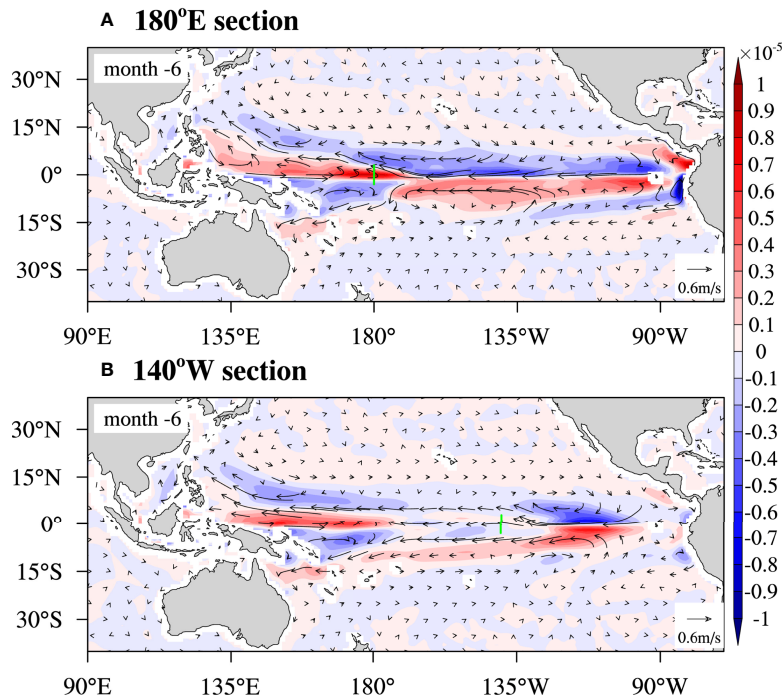 A 180°E section
×10⁻⁵
month -6
30°N
15°N
0°
15°S
30°S
0.6m/s
90°E 135°E 180° 135°W 90°W
1
0.9
0.8
0.7
0.6
0.5
0.4
0.3
0.2
0.1
0
-0.1
-0.2
-0.3
-0.4
-0.5
-0.6
-0.7
-0.8
-0.9
-1
B 140°W section
month -6
30°N
15°N
0°
15°S
30°S
0.6m/s
90°E 135°E 180° 135°W 90°W